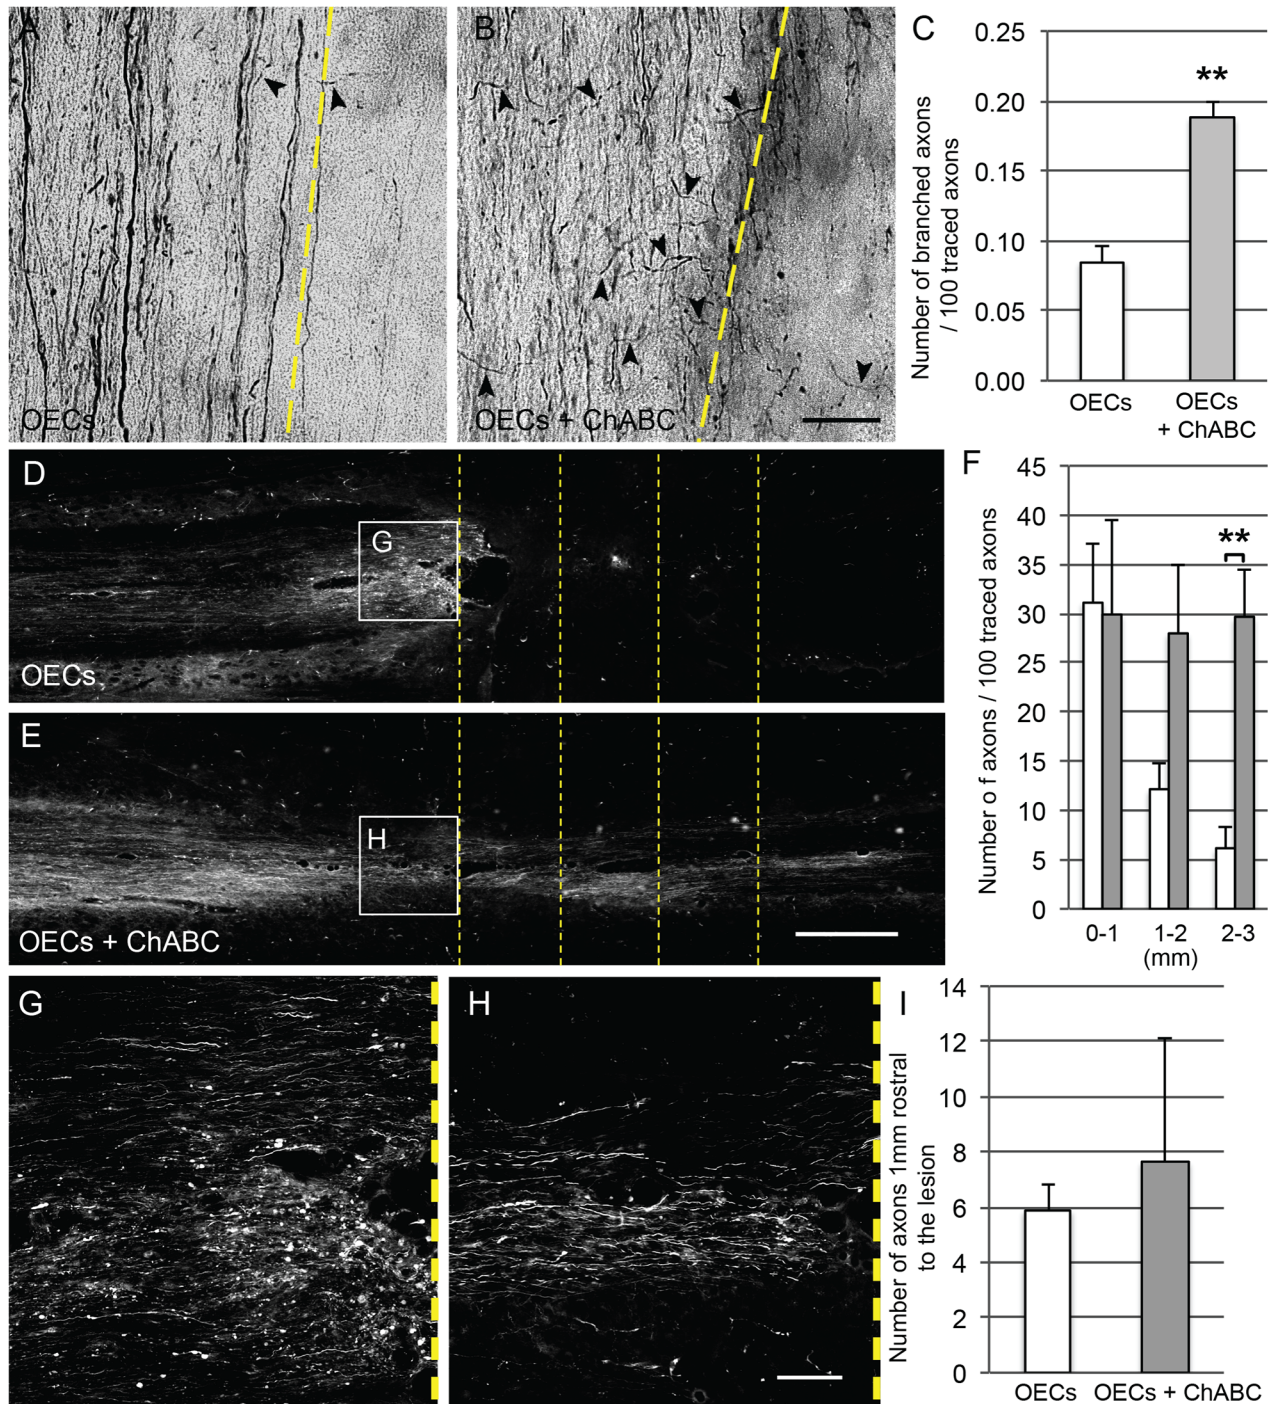 A
OECs
B
OECs + ChABC
C
Number of branched axons
/ 100 traced axons
0.25
0.20
0.15
0.10
0.05
0.00
**
OECs
OECs
+ ChABC
D
G
OECs
E
H
OECs + ChABC
F
Number o f axons / 100 traced axons
45
40
35
30
25
20
15
10
5
0
**
0-1
1-2
2-3
(mm)
G
H
I
Number of axons 1mm rostral
to the lesion
14
12
10
8
6
4
2
0
OECs
OECs + ChABC